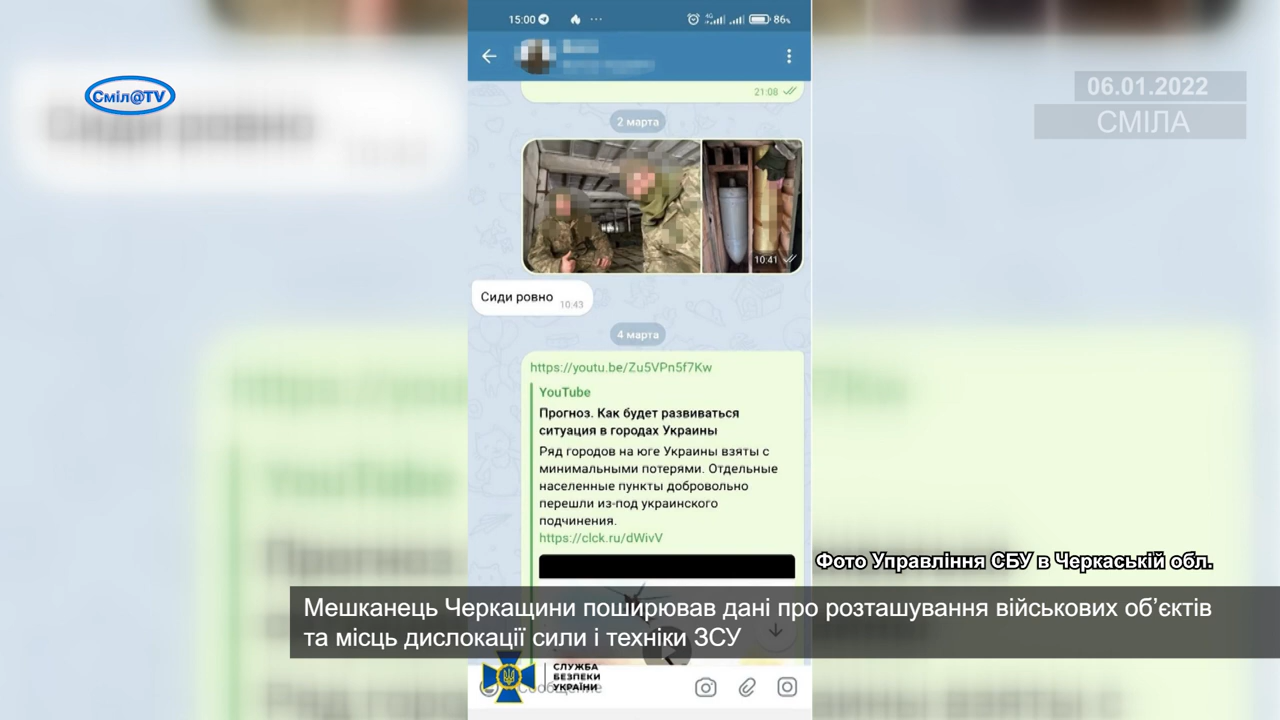 15:00
4G
86%
Сміл@TV
06.01.2022
СМІЛА
21:08
2 марта
10:41
Сиди ровно 10:43
4 марта
https://youtu.be/Zu5VPn5f7Kw
YouTube
Прогноз. Как будет развиваться
ситуация в городах Украины
Ряд городов на юге Украины взяты с
минимальными потерями. Отдельные
населенные пункты добровольно
перешли из-под украинского
подчинения.
https://clck.ru/dWivV
Фото Управління СБУ в Черкаській обл.
Мешканець Черкащини поширював дані про розташування військових об’єктів
та місць дислокації сили і техніки ЗСУ
СЛУЖБА
БЕЗПЕКИ
УКРАЇНИ
Сообщение